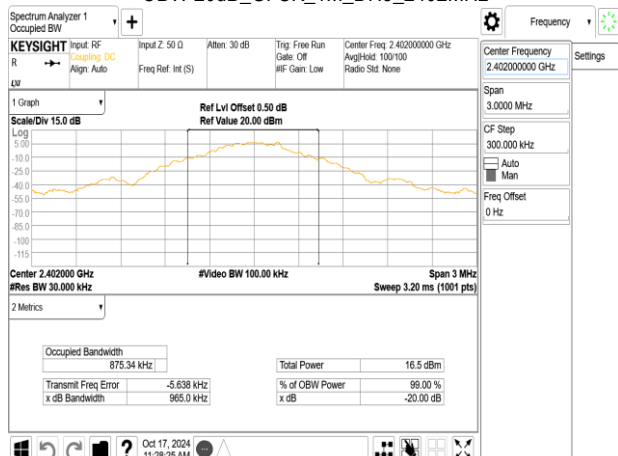 Spectrum Analyzer 1
Occupied BW
KEYSIGHT
R
Input: RF
Coupling: DC
Align: Auto
Input Z: 50 Ω
Freq Ref: Int (S)
Atten: 30 dB
Trig: Free Run
Gate: Off
#IF Gain: Low
Center Freq: 2.402000000 GHz
Avg|Hold: 100/100
Radio Std: None
1 Graph
Scale/Div 15.0 dB
Ref Lvl Offset 0.50 dB
Ref Value 20.00 dBm
Log
5.00
-10.0
-25.0
-40.0
-55.0
-70.0
-85.0
-100
-115
Center 2.402000 GHz
#Res BW 30.000 kHz
#Video BW 100.00 kHz
Span 3 MHz
Sweep 3.20 ms (1001 pts)
2 Metrics
Occupied Bandwidth
875.34 kHz
Transmit Freq Error -5.638 kHz
x dB Bandwidth 965.0 kHz
Total Power 16.5 dBm
% of OBW Power 99.00 %
x dB -20.00 dB
Oct 17, 2024
Frequency
Settings
Center Frequency
2.402000000 GHz
Span
3.0000 MHz
CF Step
300.000 kHz
Auto
Man
Freq Offset
0 Hz